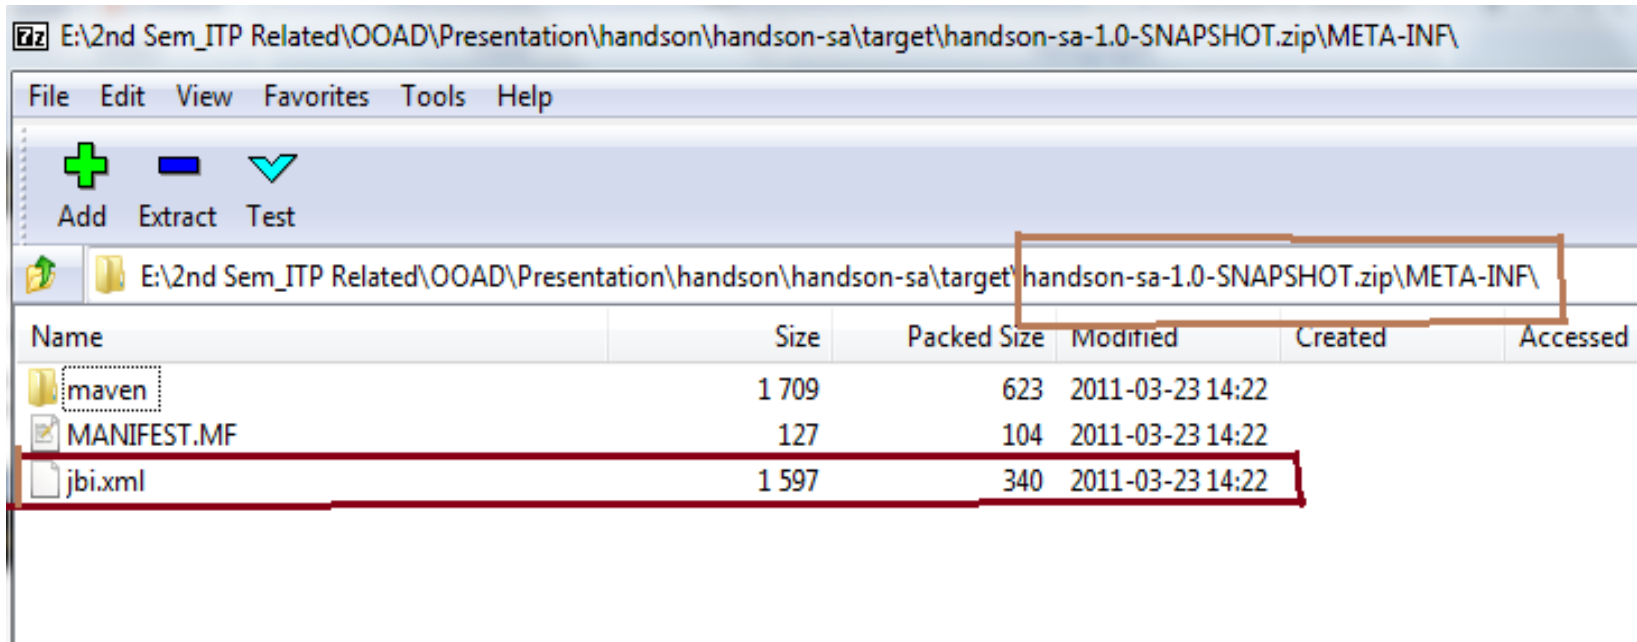 7z E:\2nd Sem_ITP Related\OOAD\Presentation\handson\handson-sa\target\handson-sa-1.0-SNAPSHOT.zip\META-INF\
File Edit View Favorites Tools Help
Add Extract Test
E:\2nd Sem_ITP Related\OOAD\Presentation\handson\handson-sa\target\handson-sa-1.0-SNAPSHOT.zip\META-INF\
Name Size Packed Size Modified Created Accessed
maven 1 709 623 2011-03-23 14:22
MANIFEST.MF 127 104 2011-03-23 14:22
jbi.xml 1 597 340 2011-03-23 14:22